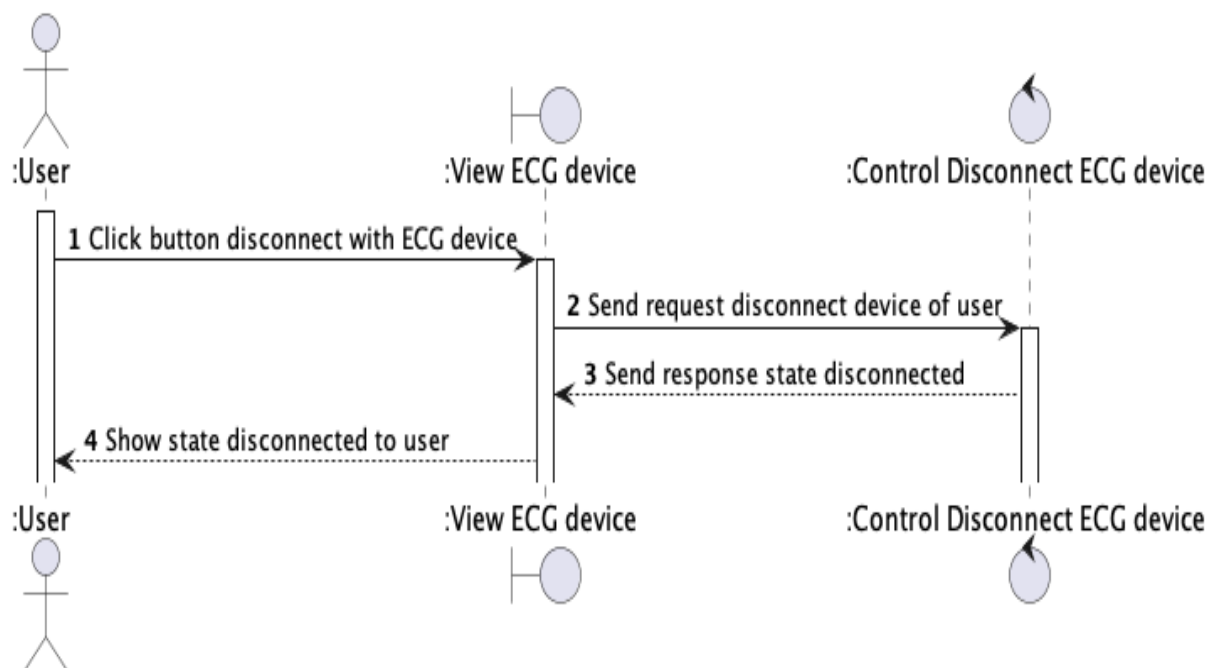 :User
:View ECG device
:Control Disconnect ECG device
1 Click button disconnect with ECG device
2 Send request disconnect device of user
3 Send response state disconnected
4 Show state disconnected to user
:User
:View ECG device
:Control Disconnect ECG device